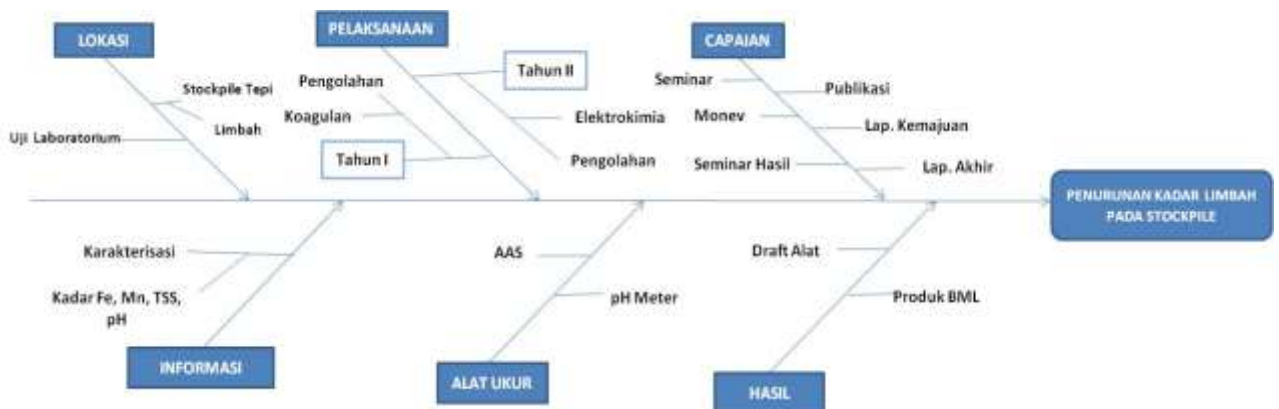 LOKASI
PELAKSANAAN
CAPAIAN
Stockpile Tepi
Limbah
Uji Laboratorium
Pengolahan
Koagulan
Tahun I
Tahun II
Elektrokimia
Pengolahan
Seminar
Monev
Seminar Hasil
Publikasi
Lap. Kemajuan
Lap. Akhir
PENURUNAN KADAR LIMBAH
PADA STOCKPILE
Karakterisasi
Kadar Fe, Mn, TSS,
pH
AAS
pH Meter
Draft Alat
Produk BML
INFORMASI
ALAT UKUR
HASIL